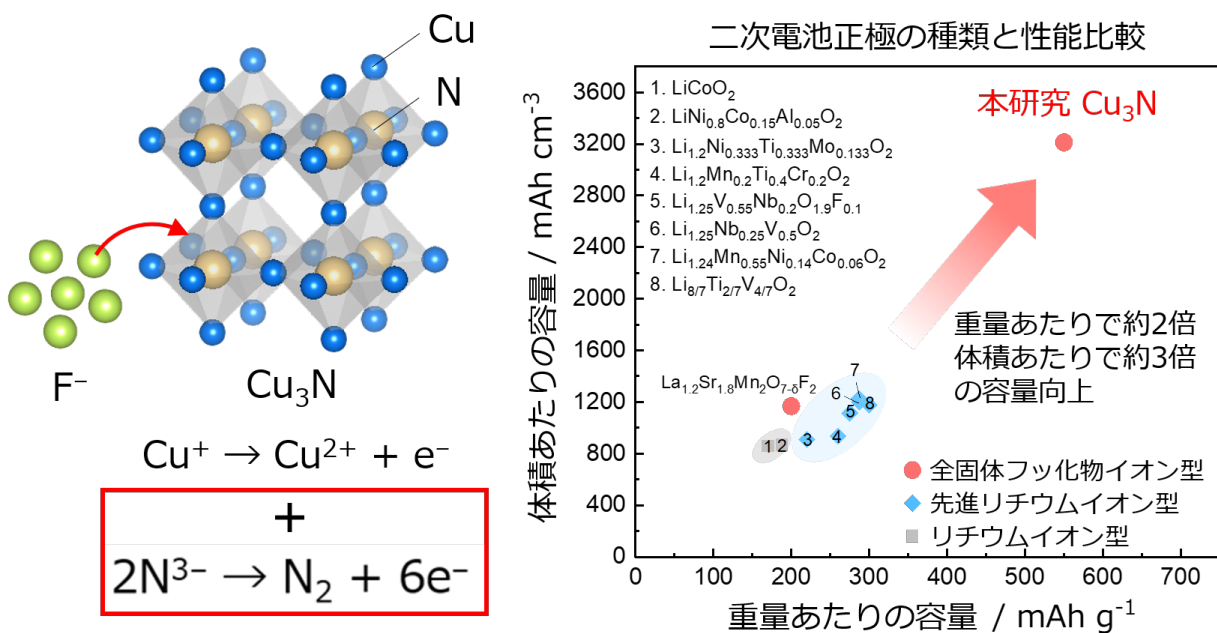 Cu
N
F⁻
Cu₃N
Cu⁺ → Cu²⁺ + e⁻
+
2N³⁻ → N₂ + 6e⁻
二次電池正極の種類と性能比較
体積あたりの容量 / mAh cm⁻³
3600
3200
2800
2400
2000
1600
1200
800
400
0
1. LiCoO₂
2. LiNi₀.₈Co₀.₁₅Al₀.₀₅O₂
3. Li₁.₂Ni₀.₃₃₃Ti₀.₃₃₃Mo₀.₁₃₃O₂
4. Li₁.₂Mn₀.₂Ti₀.₄Cr₀.₂O₂
5. Li₁.₂₅V₀.₅₅Nb₀.₂O₁.₉F₀.₁
6. Li₁.₂₅Nb₀.₂₅V₀.₅O₂
7. Li₁.₂₄Mn₀.₅₅Ni₀.₁₄Co₀.₀₆O₂
8. Li₈/₇Ti₂/₇V₄/₇O₂
本研究 Cu₃N
重量あたりで約2倍
体積あたりで約3倍
の容量向上
La₁.₂Sr₁.₈Mn₂O₇₋δF₂
7
6
5
8
1
2
3
4
全固体フッ化物イオン型
先進リチウムイオン型
リチウムイオン型
0
100
200
300
400
500
600
700
重量あたりの容量 / mAh g⁻¹